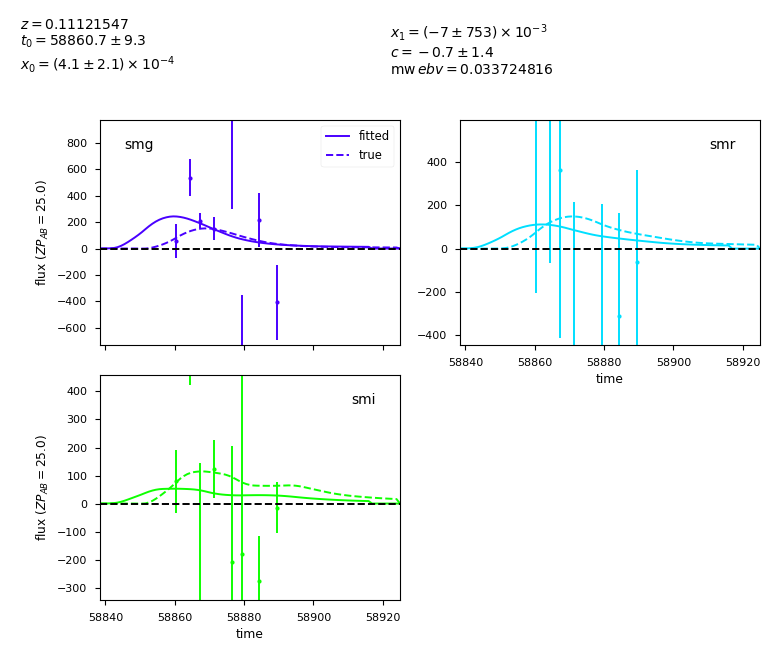 z = 0.11121547
t₀ = 58860.7 ± 9.3
x₀ = (4.1 ± 2.1) × 10⁻⁴
x₁ = (−7 ± 753) × 10⁻³
c = −0.7 ± 1.4
mw ebv = 0.033724816
smg
fitted
true
800
600
400
200
0
−200
−400
−600
flux (ZP_AB = 25.0)
smr
400
200
0
−200
−400
58840 58860 58880 58900 58920
time
smi
400
300
200
100
0
−100
−200
−300
flux (ZP_AB = 25.0)
58840 58860 58880 58900 58920
time